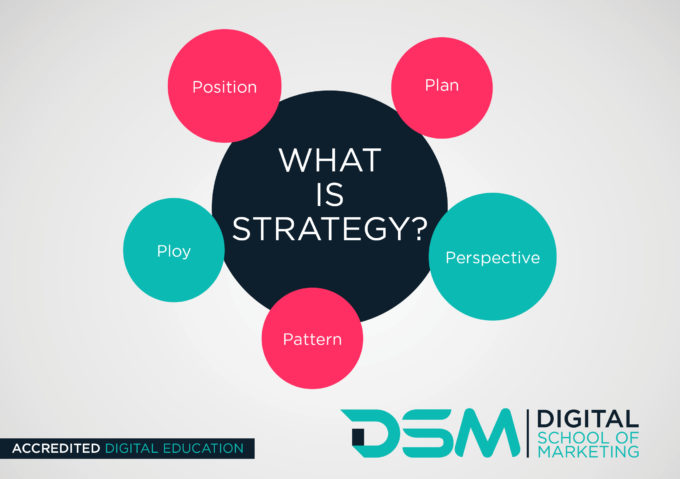 Position
Plan
WHAT
IS
STRATEGY?
Ploy
Perspective
Pattern
DSM
DIGITAL
SCHOOL OF
MARKETING
ACCREDITED DIGITAL EDUCATION